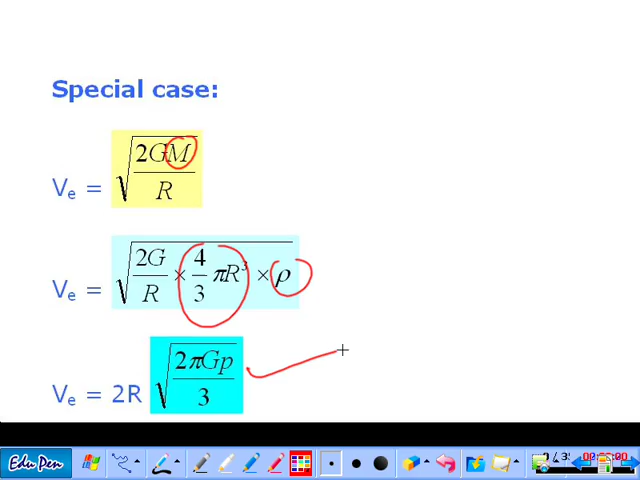 Special case:
Ve = √(2GM / R)
Ve = √(2G / R × 4 / 3 πR³ × ρ)
Ve = 2R √(2πGp / 3)
Edu Pen